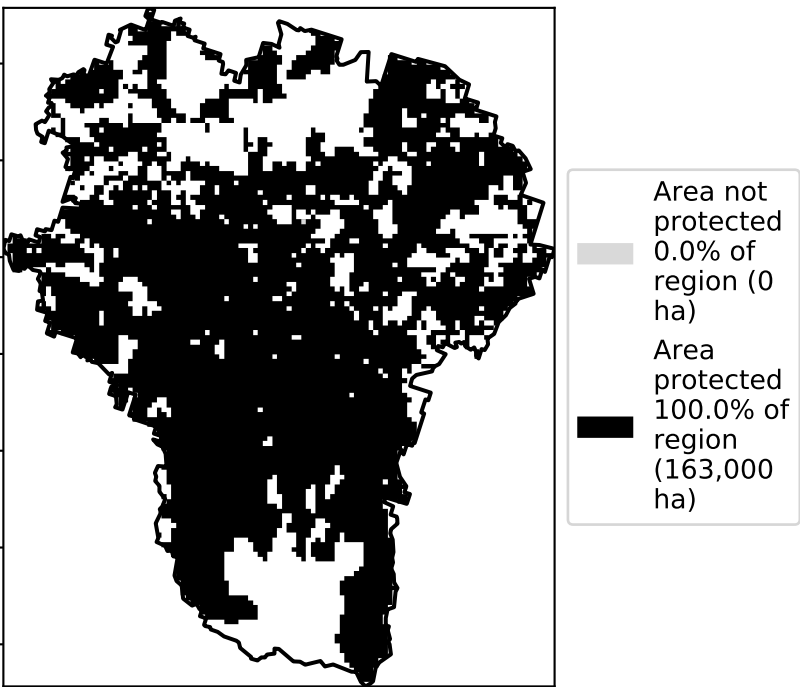 Area not
protected
0.0% of
region (0
ha)
Area
protected
100.0% of
region
(163,000
ha)